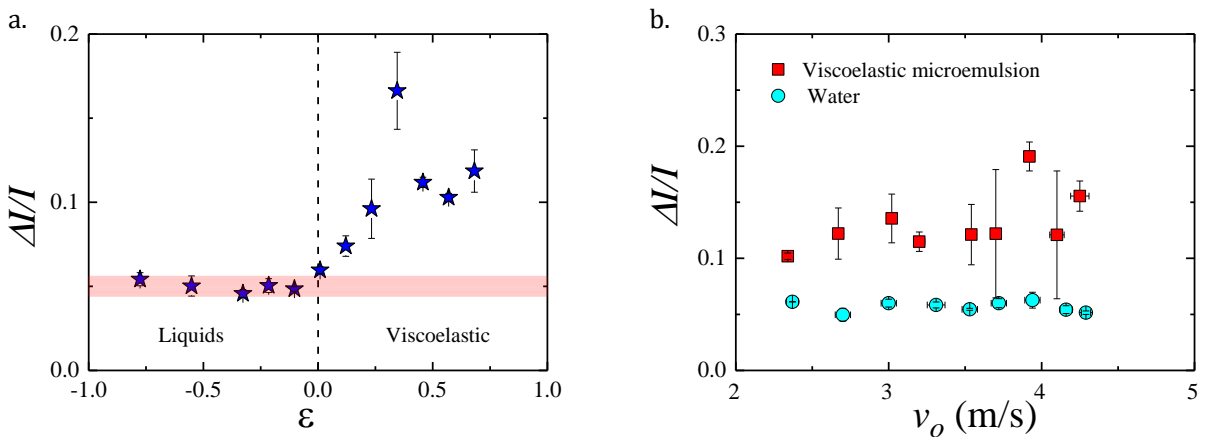 a.
0.2
0.1
0.0
ΔI/I
Liquids
Viscoelastic
-1.0
-0.5
0.0
0.5
1.0
ε
b.
0.3
0.2
0.1
0.0
ΔI/I
Viscoelastic microemulsion
Water
2
3
4
5
vo (m/s)